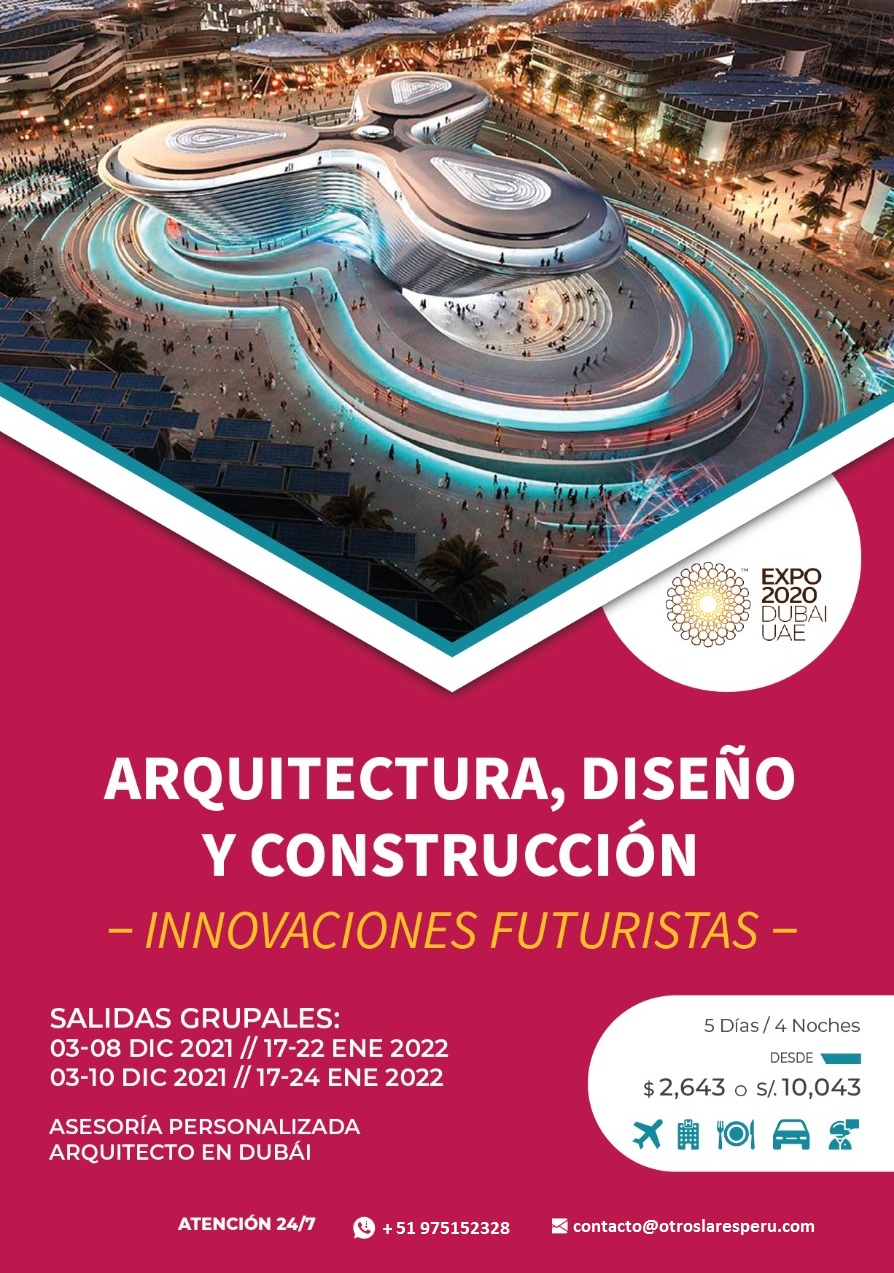 EXPO
2020
DUBAI
UAE
™
ARQUITECTURA, DISEÑO
Y CONSTRUCCIÓN
– INNOVACIONES FUTURISTAS –
SALIDAS GRUPALES:
03-08 DIC 2021 // 17-22 ENE 2022
03-10 DIC 2021 // 17-24 ENE 2022
ASESORÍA PERSONALIZADA
ARQUITECTO EN DUBÁI
5 Días / 4 Noches
DESDE
$ 2,643 o S/. 10,043
ATENCIÓN 24/7 + 51 975152328 contacto@otroslaresperu.com